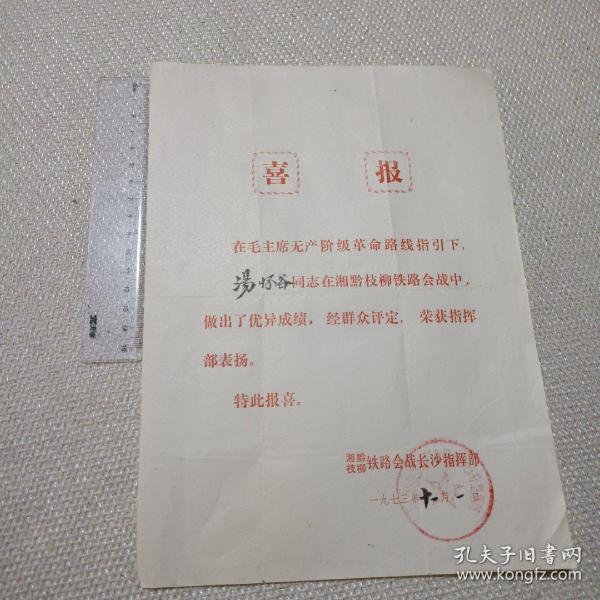 喜报
在毛主席无产阶级革命路线指引下,
湯怀谷同志在湘黔枝柳铁路会战中,
做出了优异成绩, 经群众评定, 荣获指挥
部表扬。
特此报喜。
湘黔
枝柳铁路会战长沙指挥部
一九七三年十一月一日
孔夫子旧书网
www.kongfz.com